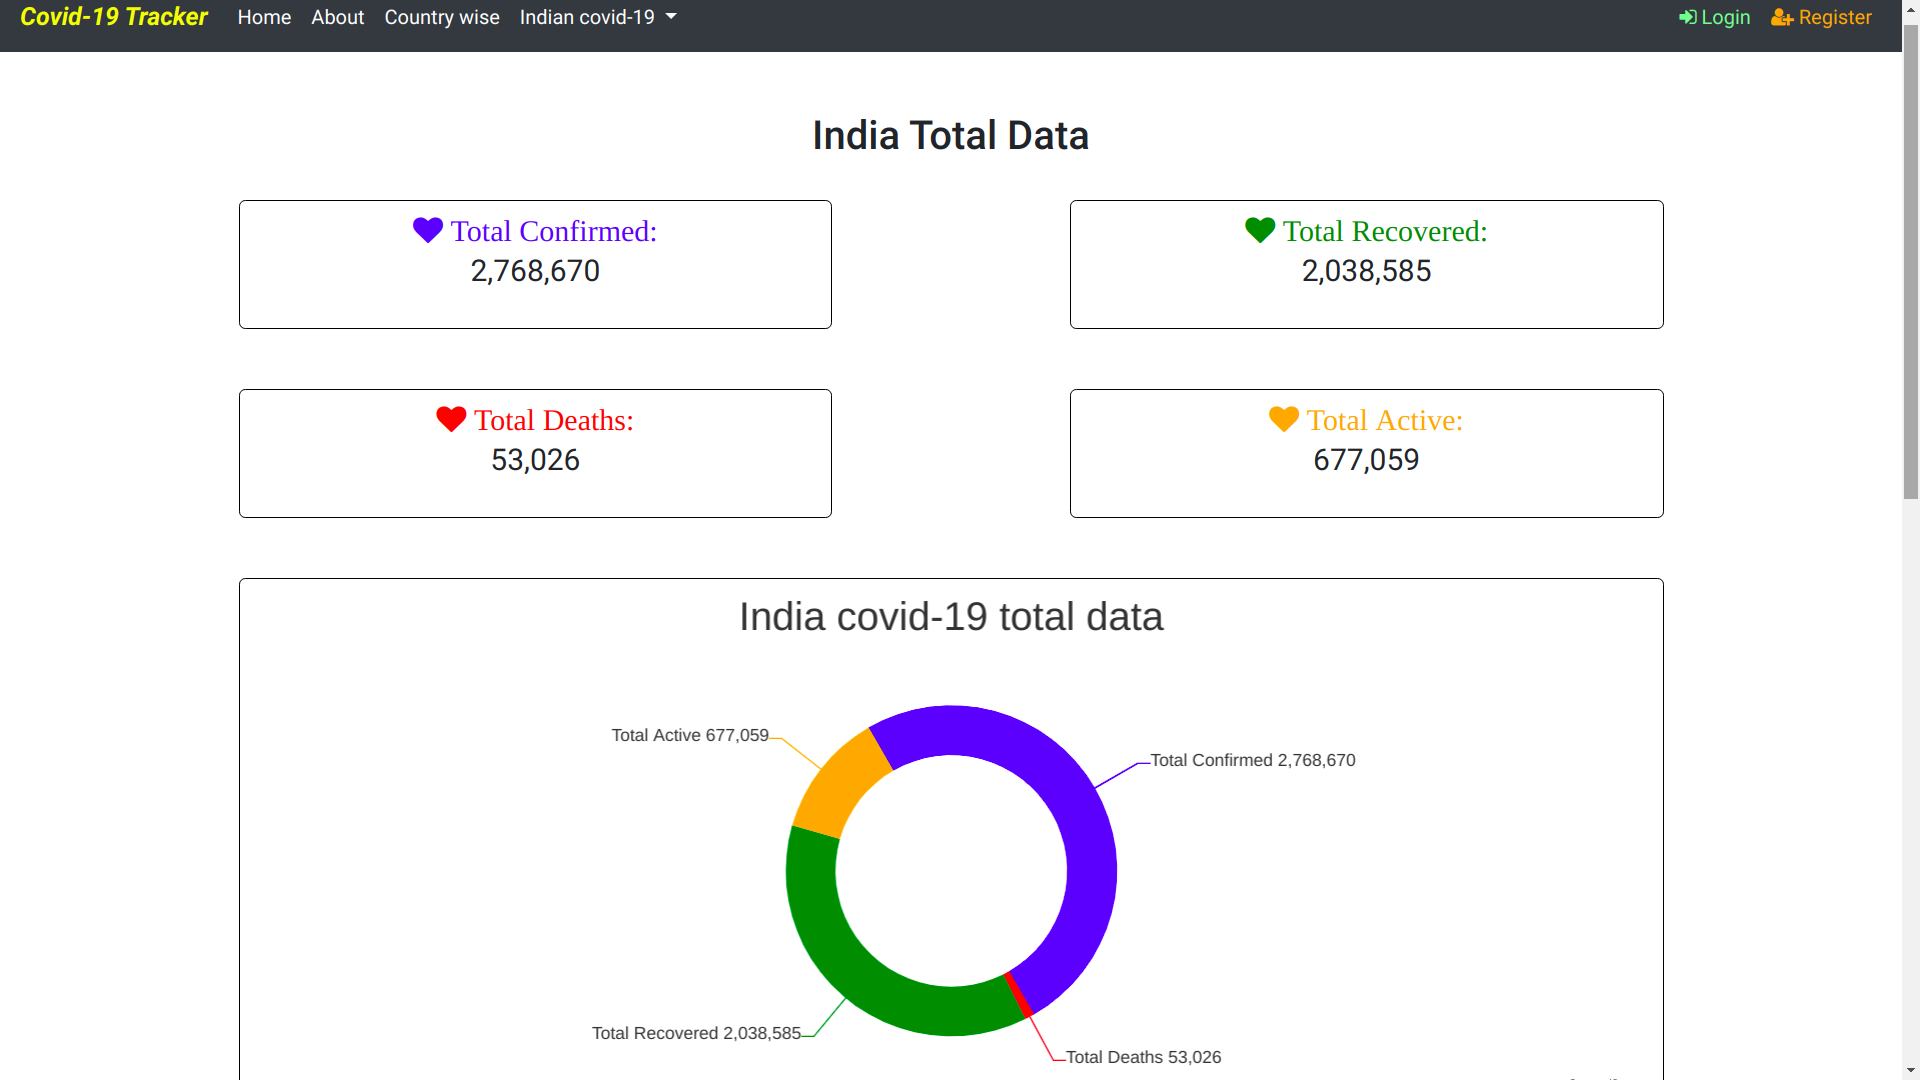 Covid-19 Tracker Home About Country wise Indian covid-19 Login Register
India Total Data
Total Confirmed:
2,768,670
Total Recovered:
2,038,585
Total Deaths:
53,026
Total Active:
677,059
India covid-19 total data
Total Active 677,059
Total Confirmed 2,768,670
Total Recovered 2,038,585
Total Deaths 53,026